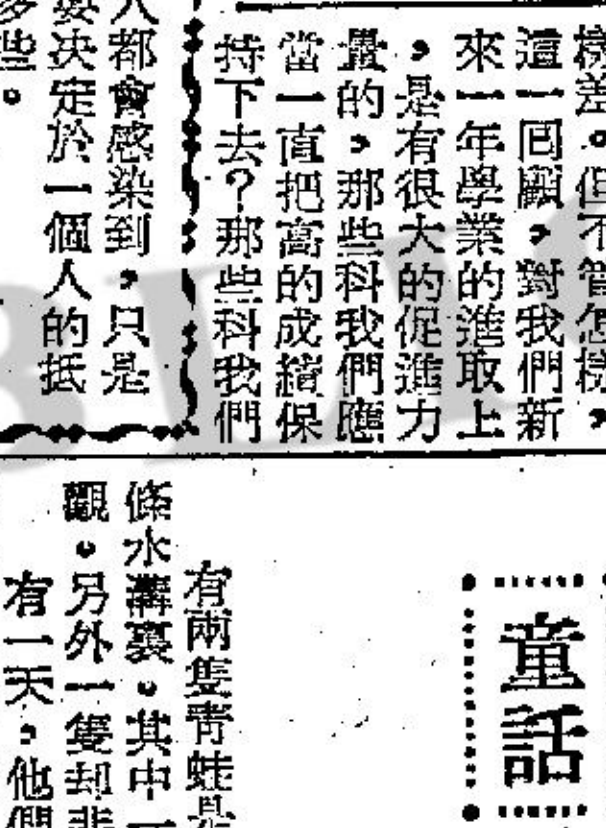 樣差。但不管怎樣,
這一回顧,對我們新
來一年學業的進取上
,是有很大的促進力
量的,那些科我們應
當一直把高的成績保
持下去?那些科我們
人都會感染到,只是
要決定於一個人的抵
多些。
童話
有兩隻青蛙是
條水溝裏。其中一
觀。另外一隻却非
有一天,他們